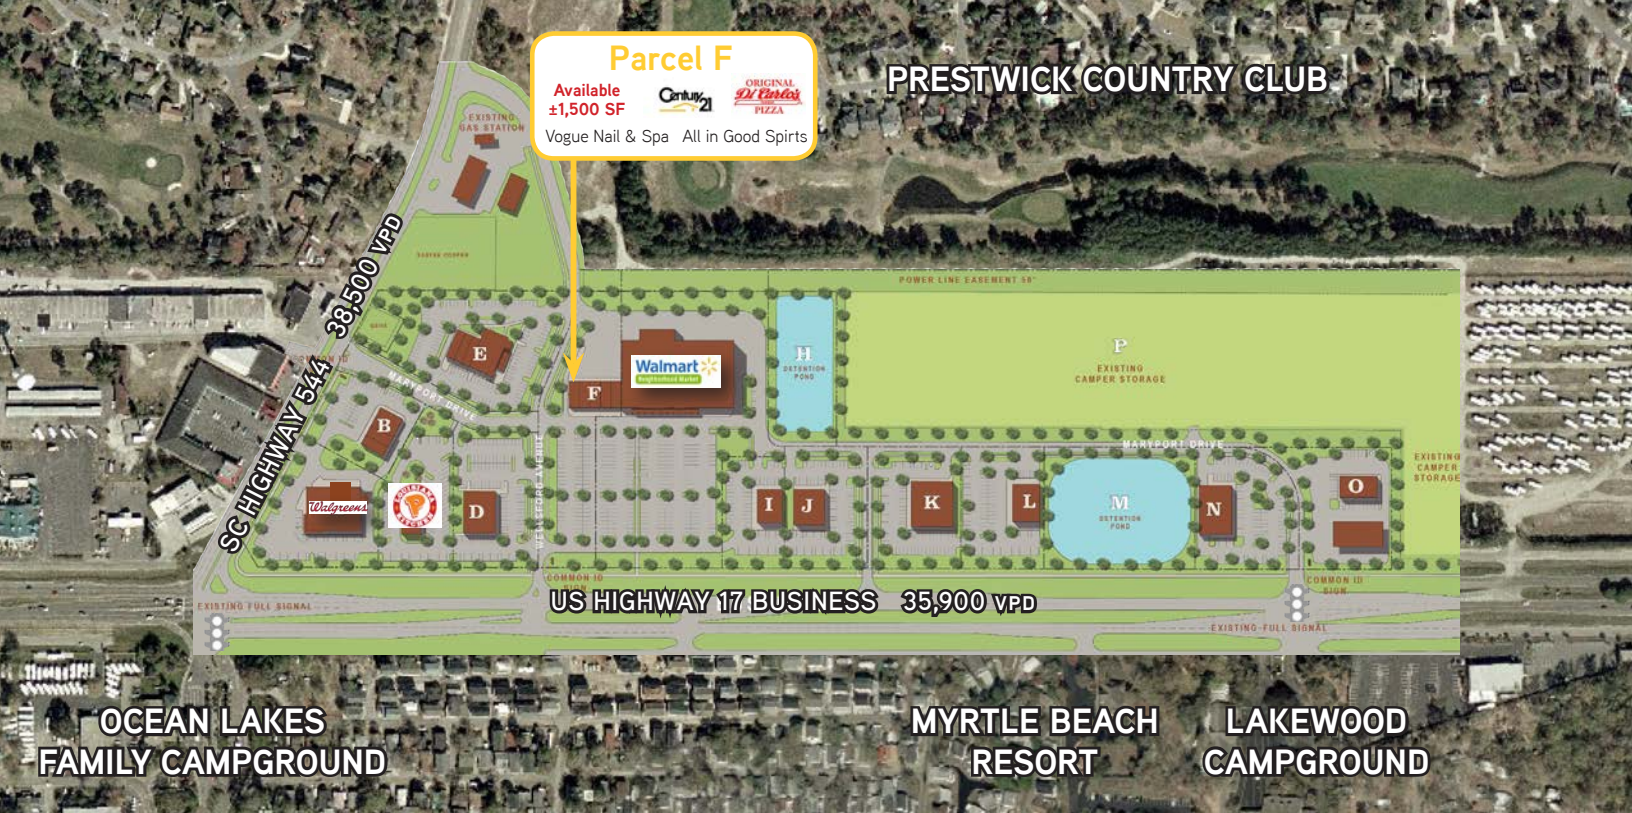 Parcel F
Available
±1,500 SF
Century 21
ORIGINAL
Di Carlo's
PIZZA
Vogue Nail & Spa All in Good Spirts
PRESTWICK COUNTRY CLUB
EXISTING
GAS STATION
SC HIGHWAY 544 38,500 VPD
POWER LINE EASEMENT 50'
E
Walmart
Neighborhood Market
F
H
DETENTION
POND
P
EXISTING
CAMPER STORAGE
MARYPORT DRIVE
B
MARYPORT DRIVE
EXISTING
CAMPER
STORAGE
WELLSFORD AVENUE
Walgreens
LOUISIANA
KITCHEN
D
I
J
K
L
M
DETENTION
POND
N
O
COMMON ID
SIGN
COMMON ID
SIGN
EXISTING FULL SIGNAL
US HIGHWAY 17 BUSINESS 35,900 VPD
EXISTING FULL SIGNAL
OCEAN LAKES
FAMILY CAMPGROUND
MYRTLE BEACH
RESORT
LAKEWOOD
CAMPGROUND